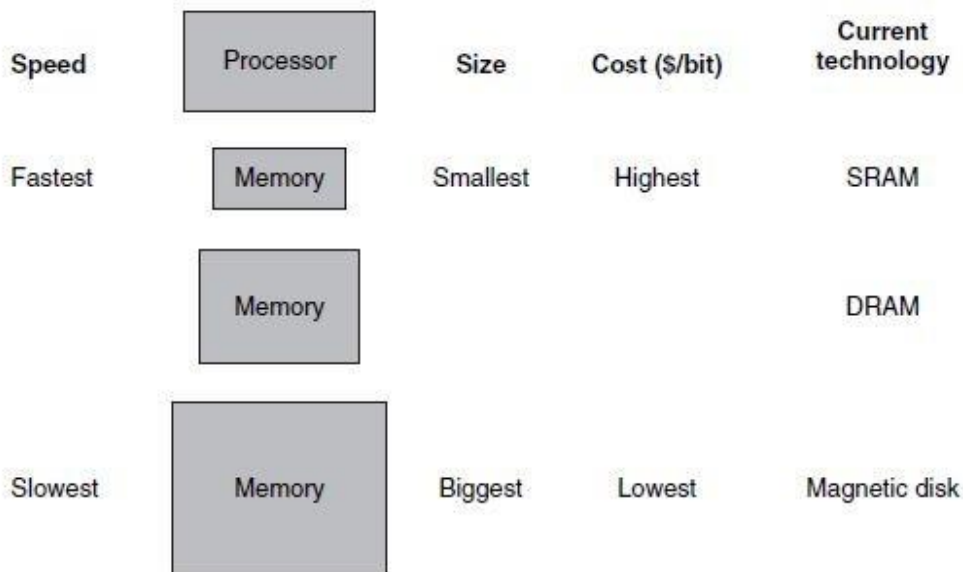 Speed Processor Size Cost ($/bit) Current technology
Fastest Memory Smallest Highest SRAM
Memory DRAM
Slowest Memory Biggest Lowest Magnetic disk